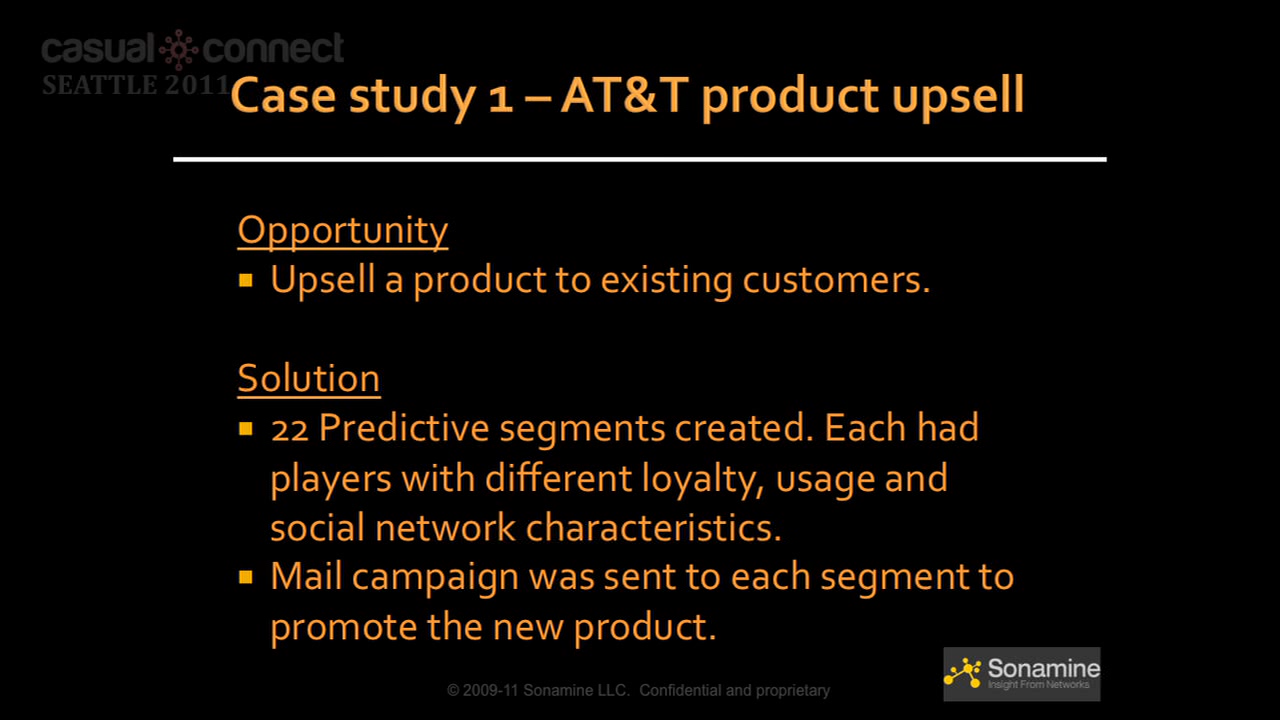 casual connect
SEATTLE 2011
Case study 1 – AT&T product upsell
Opportunity
Upsell a product to existing customers.
Solution
22 Predictive segments created. Each had
players with different loyalty, usage and
social network characteristics.
Mail campaign was sent to each segment to
promote the new product.
Sonamine
Insight From Networks
© 2009-11 Sonamine LLC. Confidential and proprietary